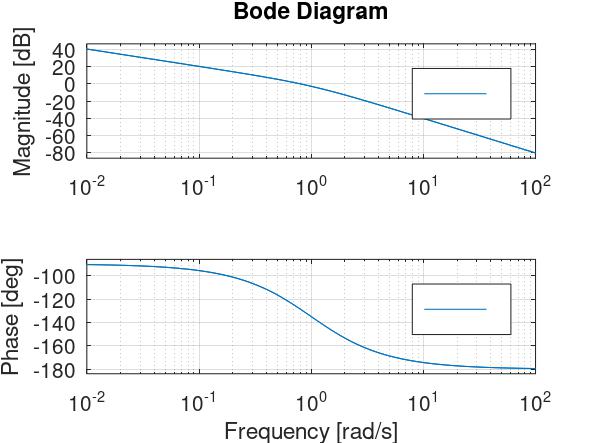 Bode Diagram
Magnitude [dB]
40
20
0
-20
-40
-60
-80
10^-2 10^-1 10^0 10^1 10^2
Phase [deg]
-100
-120
-140
-160
-180
10^-2 10^-1 10^0 10^1 10^2
Frequency [rad/s]